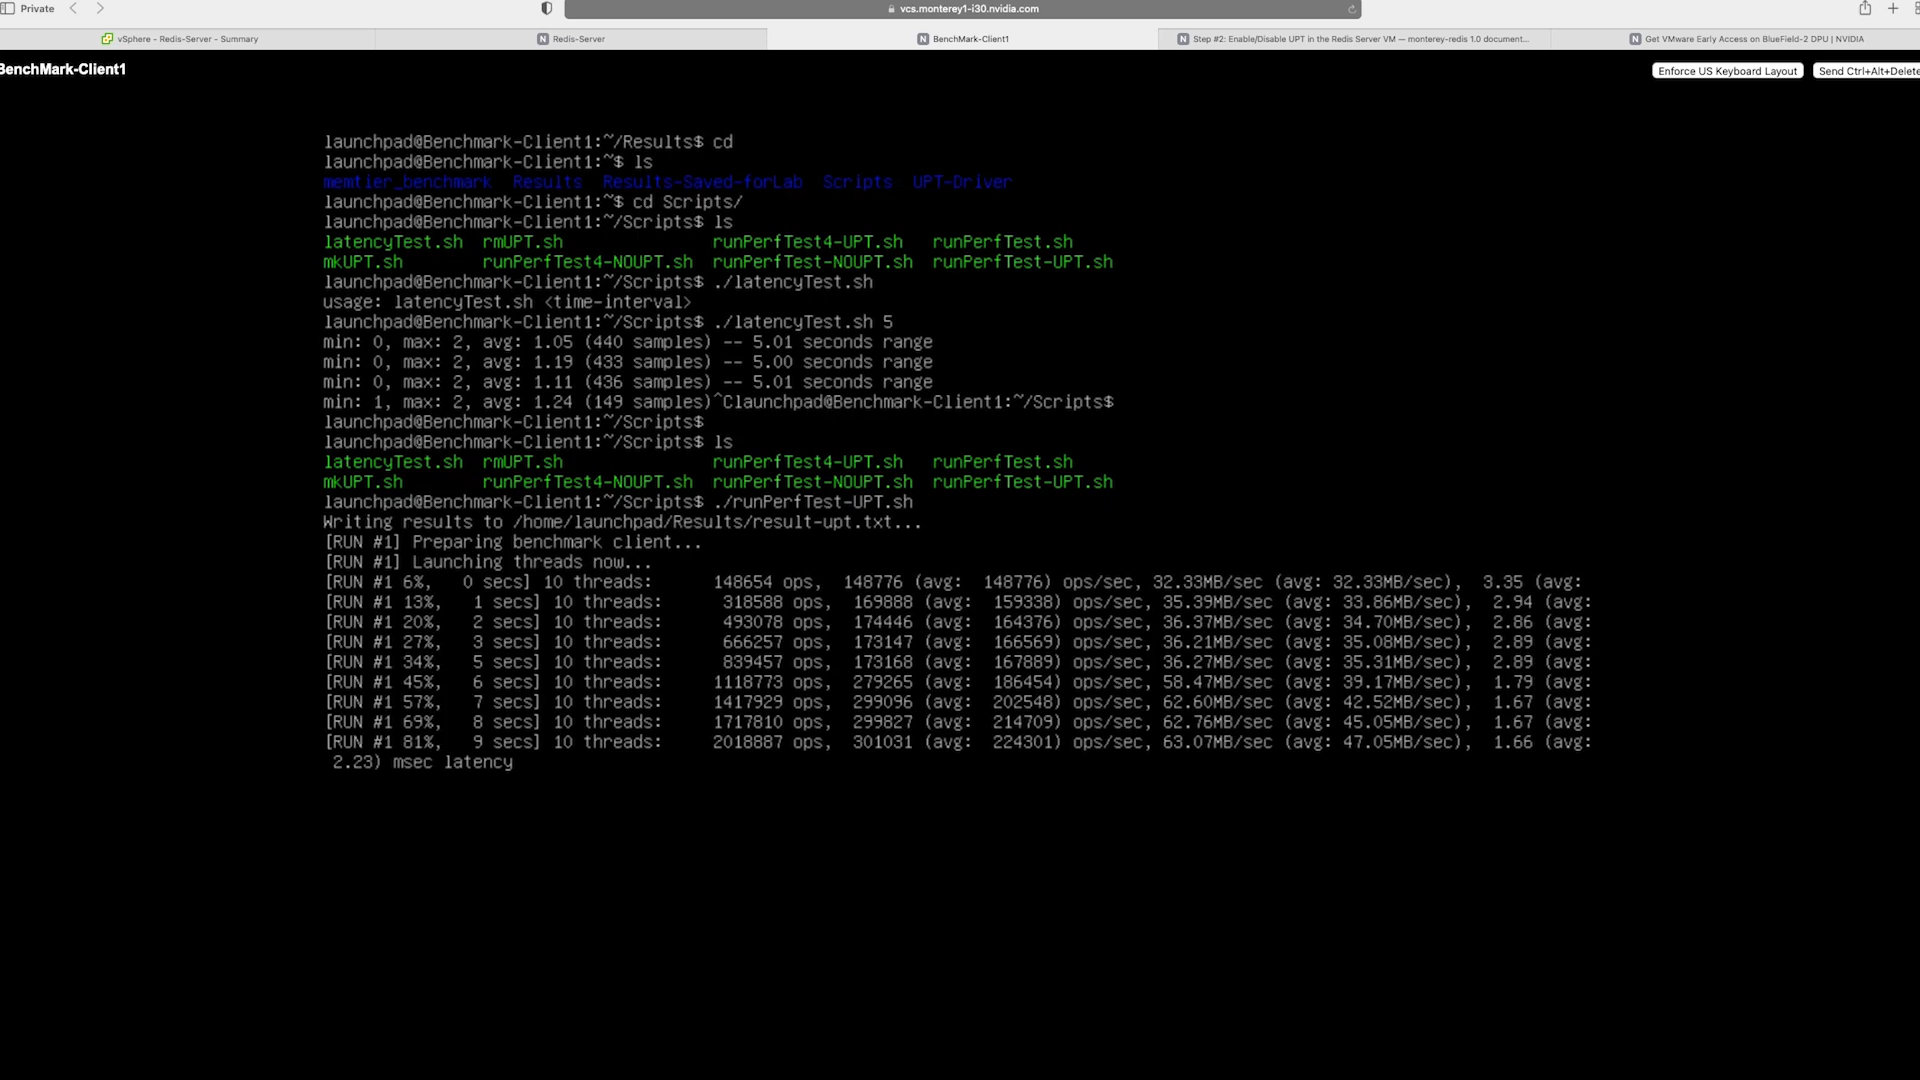 Private
vcs.monterey1-i30.nvidia.com
vSphere - Redis-Server - Summary
Redis-Server
BenchMark-Client1
Step #2: Enable/Disable UPT in the Redis Server VM — monterey-redis 1.0 document...
Get VMware Early Access on BlueField-2 DPU | NVIDIA
BenchMark-Client1
Enforce US Keyboard Layout
Send Ctrl+Alt+Delete
launchpad@Benchmark-Client1:~/Results$ cd
launchpad@Benchmark-Client1:~$ ls
memtier_benchmark  Results  Results-Saved-forLab  Scripts  UPT-Driver
launchpad@Benchmark-Client1:~$ cd Scripts/
launchpad@Benchmark-Client1:~/Scripts$ ls
latencyTest.sh  rmUPT.sh               runPerfTest4-UPT.sh   runPerfTest.sh
mkUPT.sh        runPerfTest4-NOUPT.sh  runPerfTest-NOUPT.sh  runPerfTest-UPT.sh
launchpad@Benchmark-Client1:~/Scripts$ ./latencyTest.sh
usage: latencyTest.sh <time-interval>
launchpad@Benchmark-Client1:~/Scripts$ ./latencyTest.sh 5
min: 0, max: 2, avg: 1.05 (440 samples) -- 5.01 seconds range
min: 0, max: 2, avg: 1.19 (433 samples) -- 5.00 seconds range
min: 0, max: 2, avg: 1.11 (436 samples) -- 5.01 seconds range
min: 1, max: 2, avg: 1.24 (149 samples)^Claunchpad@Benchmark-Client1:~/Scripts$
launchpad@Benchmark-Client1:~/Scripts$
launchpad@Benchmark-Client1:~/Scripts$ ls
latencyTest.sh  rmUPT.sh               runPerfTest4-UPT.sh   runPerfTest.sh
mkUPT.sh        runPerfTest4-NOUPT.sh  runPerfTest-NOUPT.sh  runPerfTest-UPT.sh
launchpad@Benchmark-Client1:~/Scripts$ ./runPerfTest-UPT.sh
Writing results to /home/launchpad/Results/result-upt.txt...
[RUN #1] Preparing benchmark client...
[RUN #1] Launching threads now...
[RUN #1 6%,   0 secs] 10 threads:      148654 ops,  148776 (avg:  148776) ops/sec, 32.33MB/sec (avg: 32.33MB/sec),  3.35 (avg:
[RUN #1 13%,   1 secs] 10 threads:      318588 ops,  169888 (avg:  159338) ops/sec, 35.39MB/sec (avg: 33.86MB/sec),  2.94 (avg:
[RUN #1 20%,   2 secs] 10 threads:      493078 ops,  174446 (avg:  164376) ops/sec, 36.37MB/sec (avg: 34.70MB/sec),  2.86 (avg:
[RUN #1 27%,   3 secs] 10 threads:      666257 ops,  173147 (avg:  166569) ops/sec, 36.21MB/sec (avg: 35.08MB/sec),  2.89 (avg:
[RUN #1 34%,   5 secs] 10 threads:      839457 ops,  173168 (avg:  167889) ops/sec, 36.27MB/sec (avg: 35.31MB/sec),  2.89 (avg:
[RUN #1 45%,   6 secs] 10 threads:     1118773 ops,  279265 (avg:  186454) ops/sec, 58.47MB/sec (avg: 39.17MB/sec),  1.79 (avg:
[RUN #1 57%,   7 secs] 10 threads:     1417929 ops,  299096 (avg:  202548) ops/sec, 62.60MB/sec (avg: 42.52MB/sec),  1.67 (avg:
[RUN #1 69%,   8 secs] 10 threads:     1717810 ops,  299827 (avg:  214709) ops/sec, 62.76MB/sec (avg: 45.05MB/sec),  1.67 (avg:
[RUN #1 81%,   9 secs] 10 threads:     2018887 ops,  301031 (avg:  224301) ops/sec, 63.07MB/sec (avg: 47.05MB/sec),  1.66 (avg:
2.23) msec latency